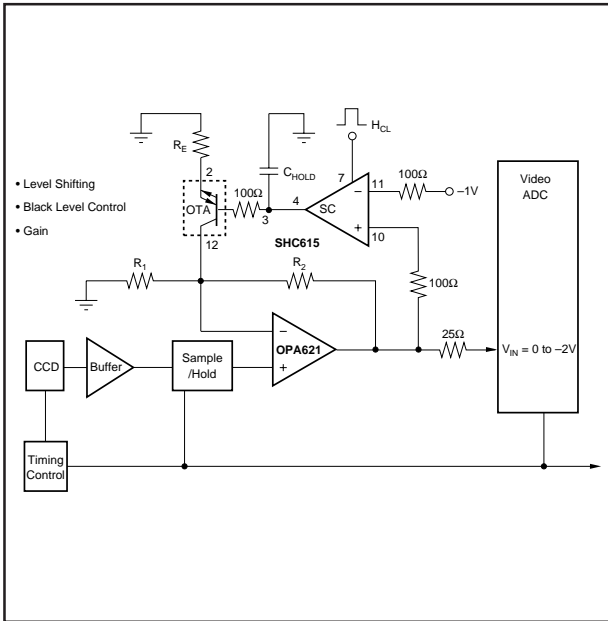 H_CL
R_E
C_HOLD
Video
ADC
• Level Shifting
• Black Level Control
• Gain
2
OTA
12
100Ω
3
4
7
SC
11
−
+
10
100Ω
–1V
SHC615
100Ω
R_1
R_2
25Ω
V_IN = 0 to –2V
−
OPA621
+
CCD
Buffer
Sample
/Hold
Timing
Control